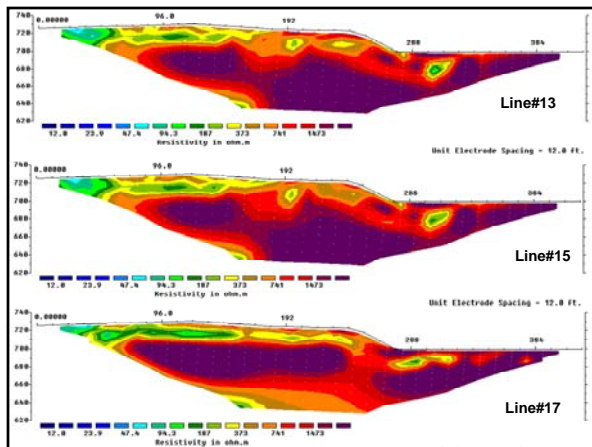 740
0.00000 96.0 192 288 384
720
700
680
660
640
620
Line#13
12.0 23.9 47.4 94.3 187 373 741 1473
Resistivity in ohm.m
Unit Electrode Spacing - 12.0 ft.
740
0.00000 96.0 192 288 384
720
700
680
660
640
620
Line#15
12.0 23.9 47.4 94.3 187 373 741 1473
Resistivity in ohm.m
Unit Electrode Spacing - 12.0 ft.
740
0.00000 96.0 192 288 384
720
700
680
660
640
620
Line#17
12.0 23.9 47.4 94.3 187 373 741 1473
Resistivity in ohm.m